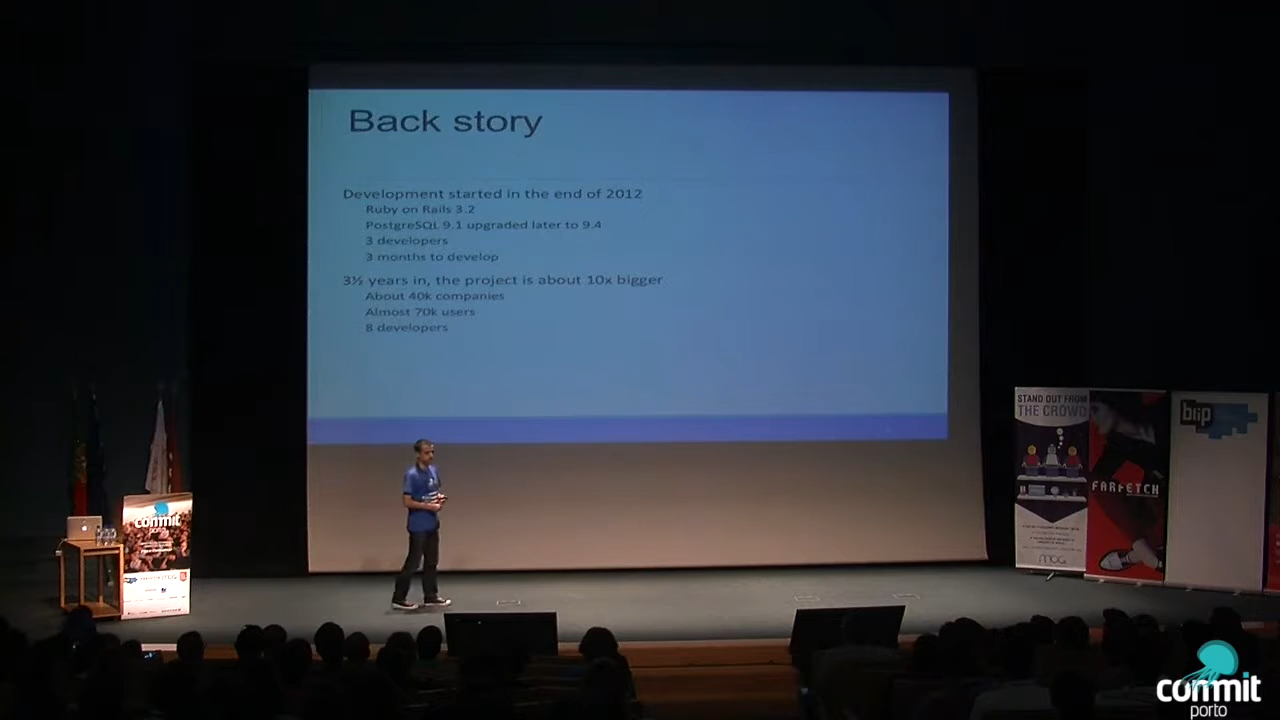 Back story
Development started in the end of 2012
Ruby on Rails 3.2
PostgreSQL 9.1 upgraded later to 9.4
3 developers
3 months to develop
3½ years in, the project is about 10x bigger
About 40k companies
Almost 70k users
8 developers
commit
porto
STAND OUT FROM
THE CROWD
FARFETCH
blip
commit
porto